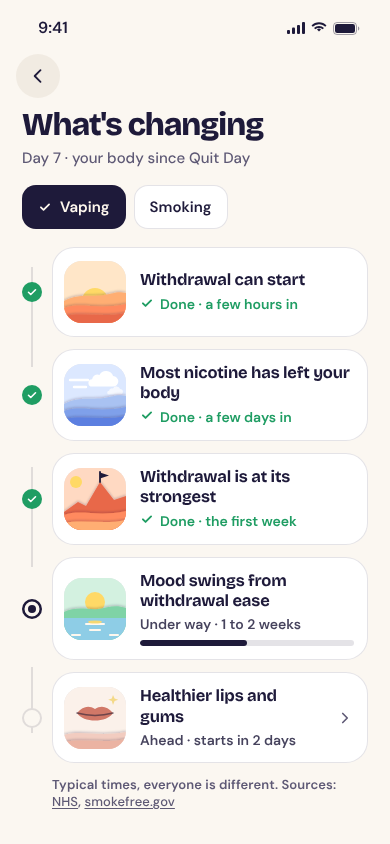 9:41
What's changing
Day 7 · your body since Quit Day
Vaping
Smoking
Withdrawal can start
Done · a few hours in
Most nicotine has left your
body
Done · a few days in
Withdrawal is at its
strongest
Done · the first week
Mood swings from
withdrawal ease
Under way · 1 to 2 weeks
Healthier lips and
gums
Ahead · starts in 2 days
Typical times, everyone is different. Sources:
NHS, smokefree.gov